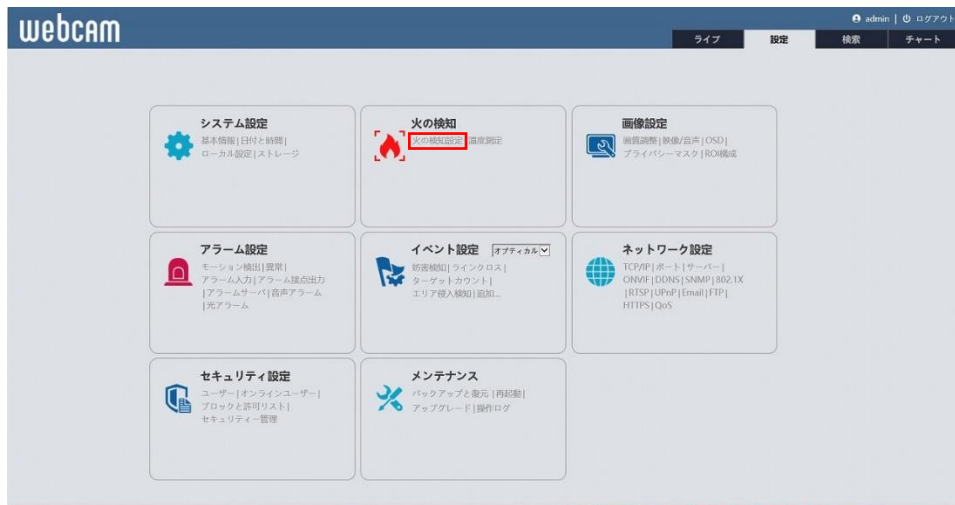 webcam
admin | ログアウト
ライブ 設定 検索 チャート
システム設定
基本情報|日付と時間|
ローカル設定|ストレージ
火の検知
火の検知設定|温度測定
画像設定
画質調整|映像/音声|OSD|
プライバシーマスク|ROI構成
アラーム設定
モーション検出|異常|
アラーム入力|アラーム接点出力
|アラームサーバ|音声アラーム
|光アラーム
イベント設定 オプティカル
妨害検知|ラインクロス|
ターゲットカウント|
エリア侵入検知|追加...
ネットワーク設定
TCP/IP|ポート|サーバー|
ONVIF|DDNS|SNMP|802.1X
|RTSP|UPnP|Email|FTP|
HTTPS|QoS
セキュリティ設定
ユーザー|オンラインユーザー|
ブロックと許可リスト|
セキュリティー管理
メンテナンス
バックアップと復元|再起動|
アップグレード|操作ログ